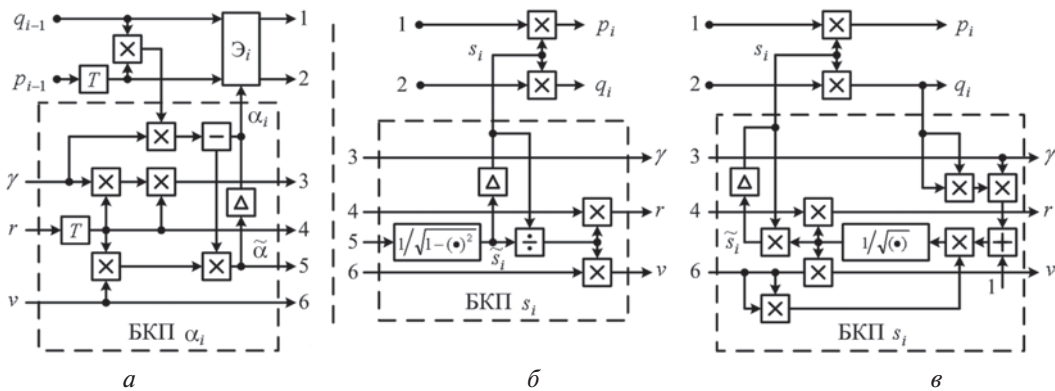 q_{i–1}
1
×
Э_i
p_{i–1}
T
2
α_i
×
–
γ
×
×
3
Δ
r
T
4
α̃
×
×
5
ν
6
БКП α_i
а
1
×
p_i
s_i
2
×
q_i
3
γ
Δ
4
×
r
5
1/√(1–(•)²)
÷
s̃_i
6
×
ν
БКП s_i
б
1
×
p_i
s_i
2
×
q_i
3
γ
Δ
×
×
4
×
r
s̃_i
×
1/√(•)
×
+
6
×
1
ν
×
БКП s_i
в